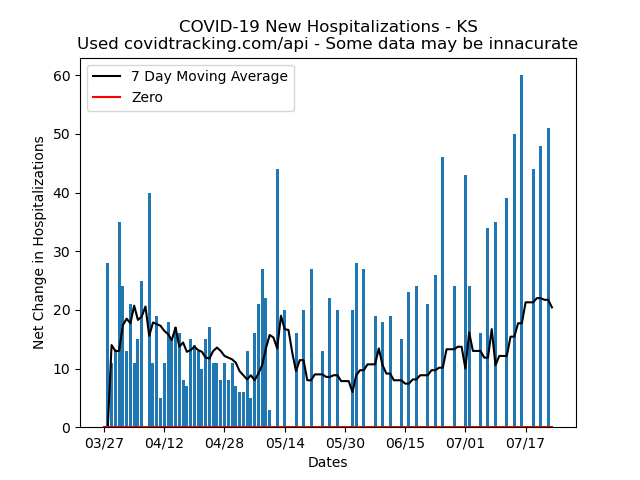 COVID-19 New Hospitalizations - KS
Used covidtracking.com/api - Some data may be innacurate
7 Day Moving Average
Zero
Net Change in Hospitalizations
60
50
40
30
20
10
0
03/27 04/12 04/28 05/14 05/30 06/15 07/01 07/17
Dates